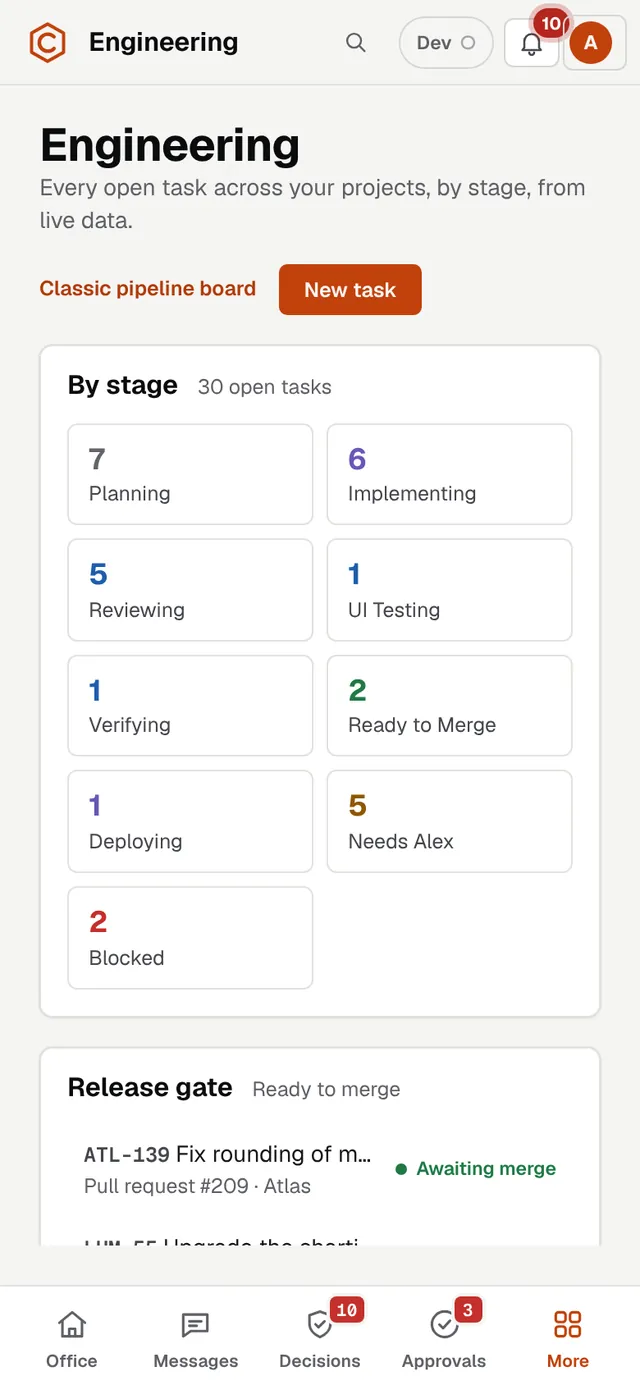 Engineering
Dev
10
A
Engineering
Every open task across your projects, by stage, from
live data.
Classic pipeline board
New task
By stage 30 open tasks
7
Planning
6
Implementing
5
Reviewing
1
UI Testing
1
Verifying
2
Ready to Merge
1
Deploying
5
Needs Alex
2
Blocked
Release gate Ready to merge
ATL-139 Fix rounding of m...
Pull request #209 · Atlas
Awaiting merge
Office
Messages
10
Decisions
3
Approvals
More